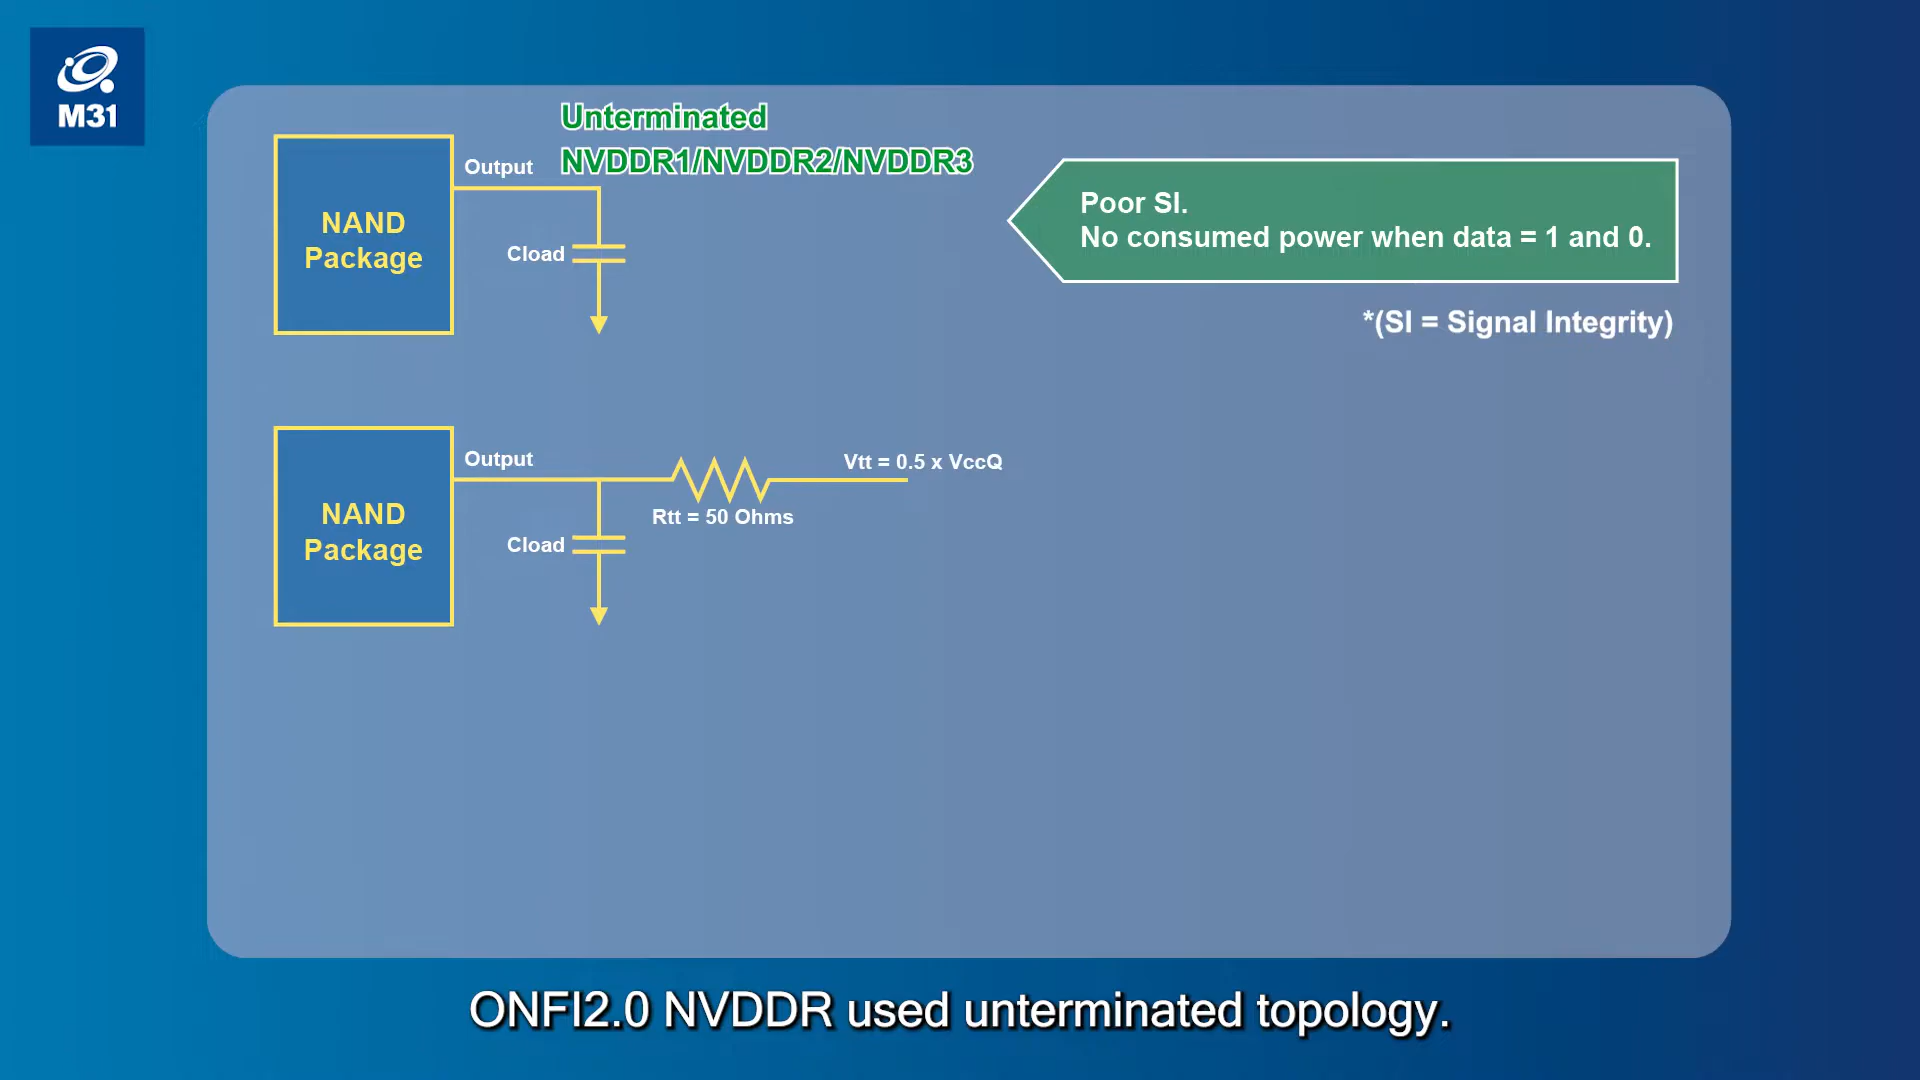 M31
Unterminated
NVDDR1/NVDDR2/NVDDR3
Output
NAND
Package
Cload
Poor SI.
No consumed power when data = 1 and 0.
*(SI = Signal Integrity)
Output
Vtt = 0.5 x VccQ
NAND
Package
Rtt = 50 Ohms
Cload
ONFI2.0 NVDDR used unterminated topology.